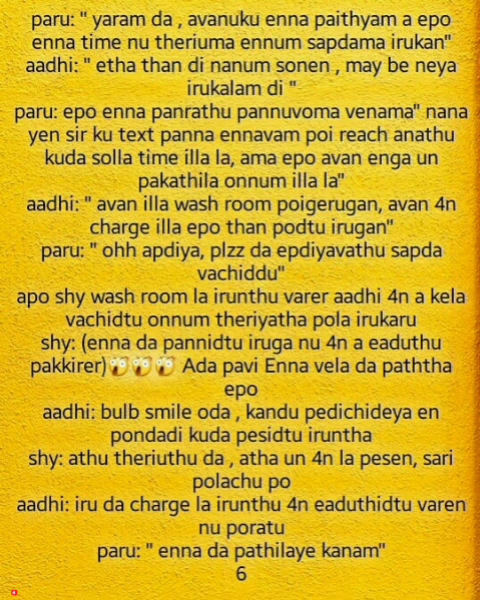 paru: " yaram da , avanuku enna paithyam a epo
enna time nu theriuma ennum sapdama irukan"
aadhi: " etha than di nanum sonen , may be neya
irukalam di "
paru: epo enna panrathu pannuvoma venama" nana
yen sir ku text panna ennavam poi reach anathu
kuda solla time illa la, ama epo avan enga un
pakathila onnum illa la"
aadhi: " avan illa wash room poigerugan, avan 4n
charge illa epo than podtu irugan"
paru: " ohh apdiya, plzz da epdiyavathu sapda
vachiddu"
apo shy wash room la irunthu varer aadhi 4n a kela
vachidtu onnum theriyatha pola irukaru
shy: (enna da pannidtu iruga nu 4n a eaduthu
pakkirer)😲😲😲 Ada pavi Enna vela da paththa
epo
aadhi: bulb smile oda , kandu pedichideya en
pondadi kuda pesidtu iruntha
shy: athu theriuthu da , atha un 4n la pesen, sari
polachu po
aadhi: iru da charge la irunthu 4n eaduthidtu varen
nu poratu
paru: " enna da pathilaye kanam"
6